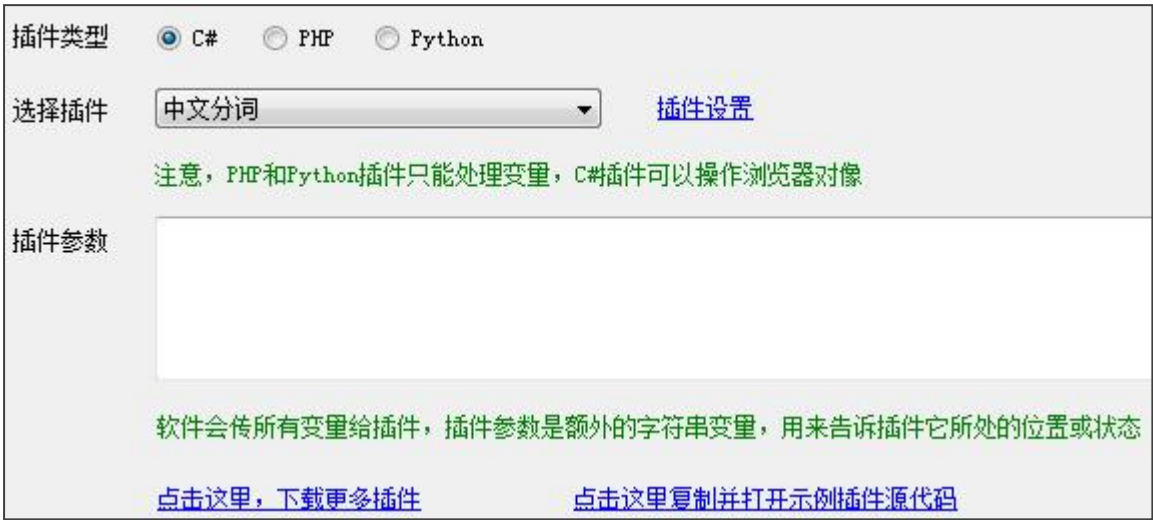 插件类型 C# PHP Python
选择插件 中文分词 插件设置
注意，PHP和Python插件只能处理变量，C#插件可以操作浏览器对像
插件参数
软件会传所有变量给插件，插件参数是额外的字符串变量，用来告诉插件它所处的位置或状态
点击这里，下载更多插件 点击这里复制并打开示例插件源代码